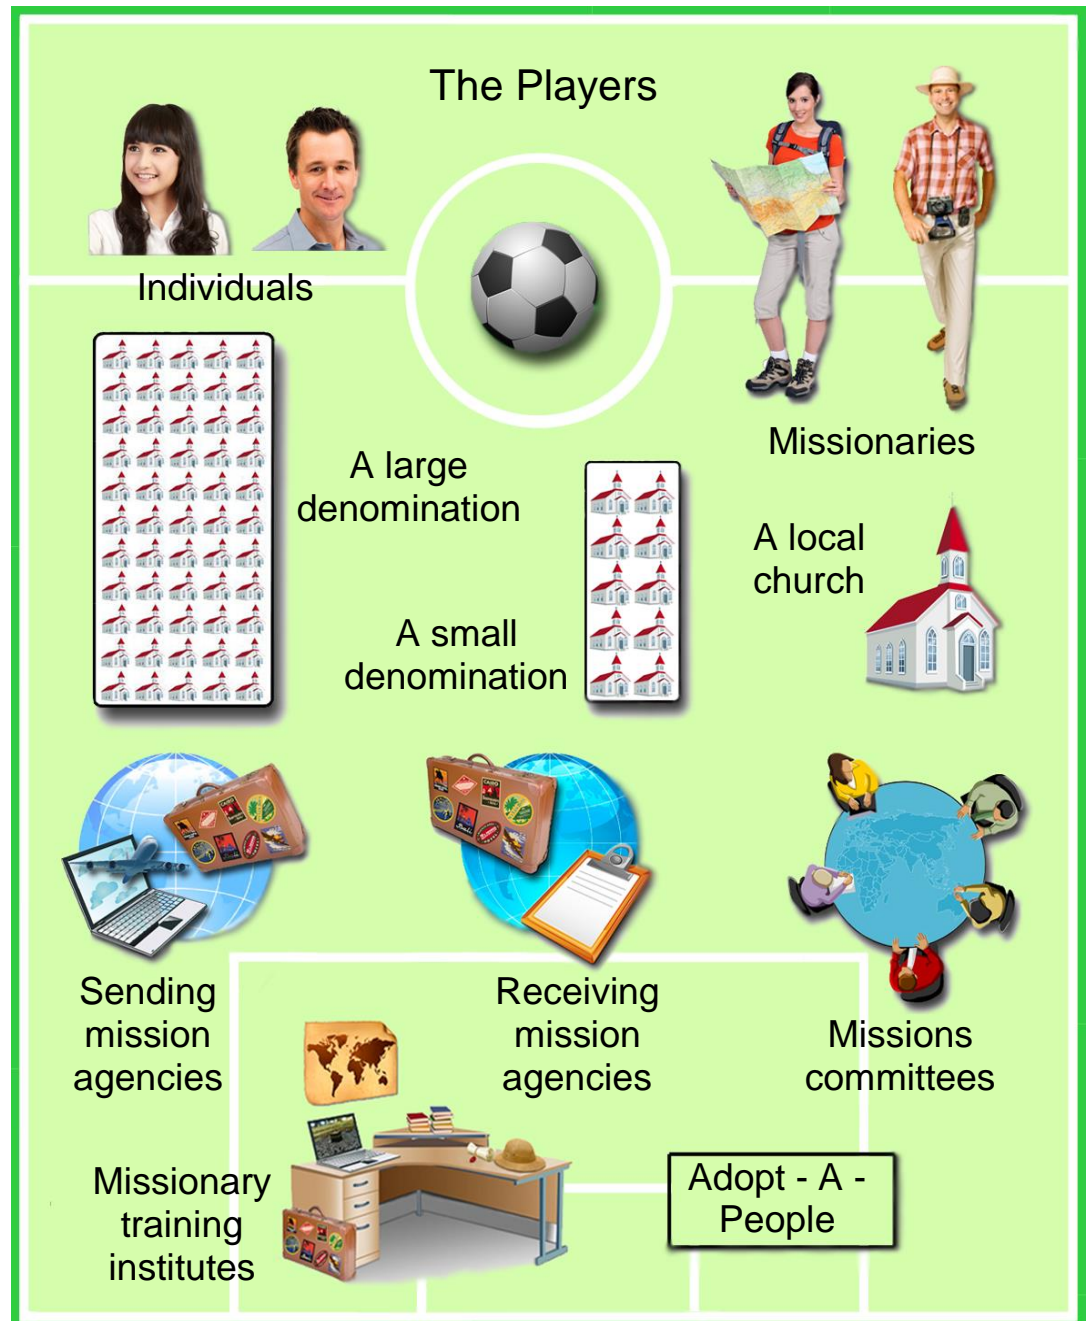 The Players
Individuals
Missionaries
A large
denomination
A local
church
A small
denomination
Sending
mission
agencies
Receiving
mission
agencies
Missions
committees
Missionary
training
institutes
Adopt - A -
People